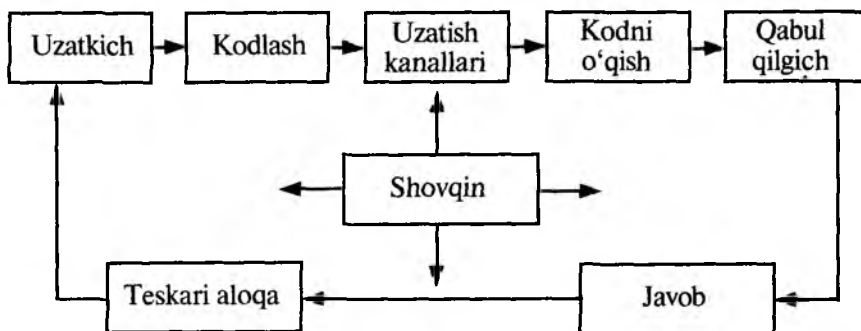 Uzatkich
Kodlash
Uzatish
kanallari
Kodni
o‘qish
Qabul
qilgich
Shovqin
Teskari aloqa
Javob